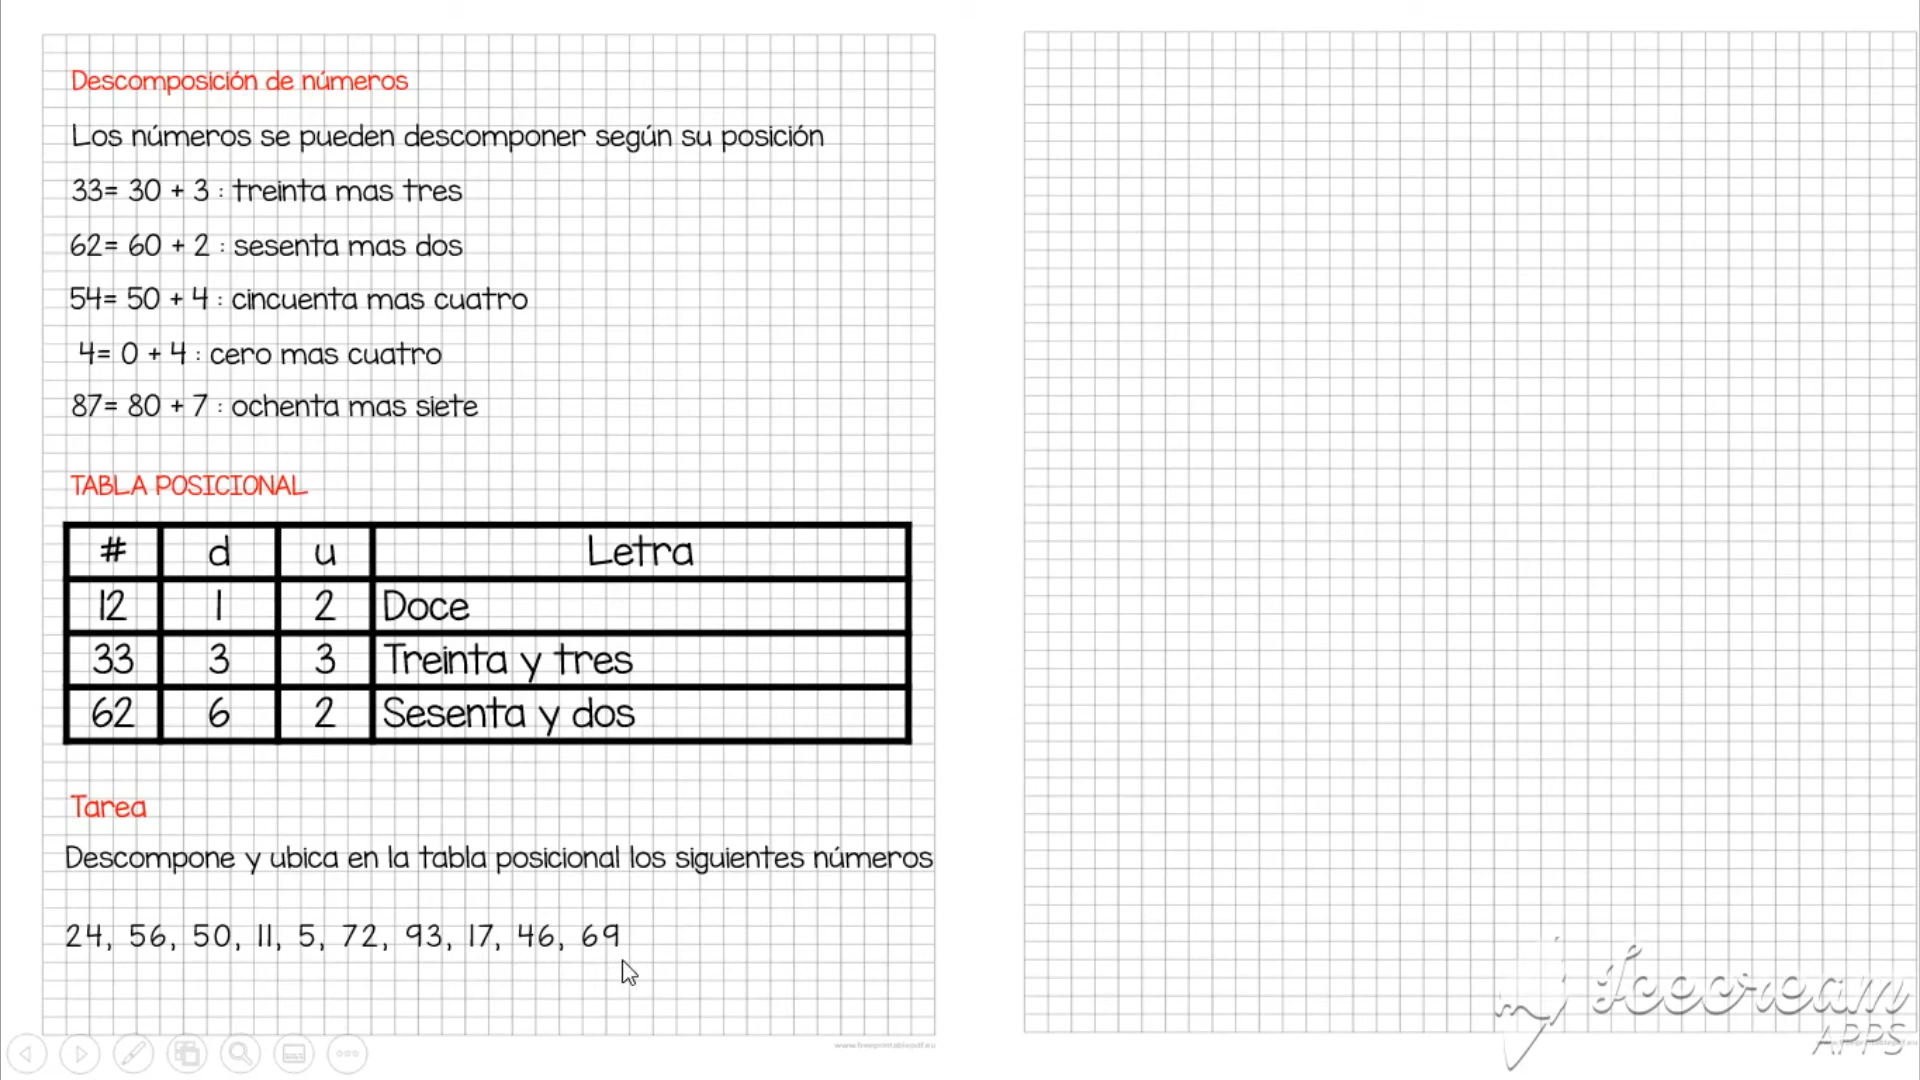 Descomposición de números
Los números se pueden descomponer según su posición
33= 30 + 3 : treinta mas tres
62= 60 + 2 : sesenta mas dos
54= 50 + 4 : cincuenta mas cuatro
4= 0 + 4 : cero mas cuatro
87= 80 + 7 : ochenta mas siete
TABLA POSICIONAL
# d u Letra
12 1 2 Doce
33 3 3 Treinta y tres
62 6 2 Sesenta y dos
Tarea
Descompone y ubica en la tabla posicional los siguientes números
24, 56, 50, 11, 5, 72, 93, 17, 46, 69
www.freeprintablepdf.eu
Icecream
APPS